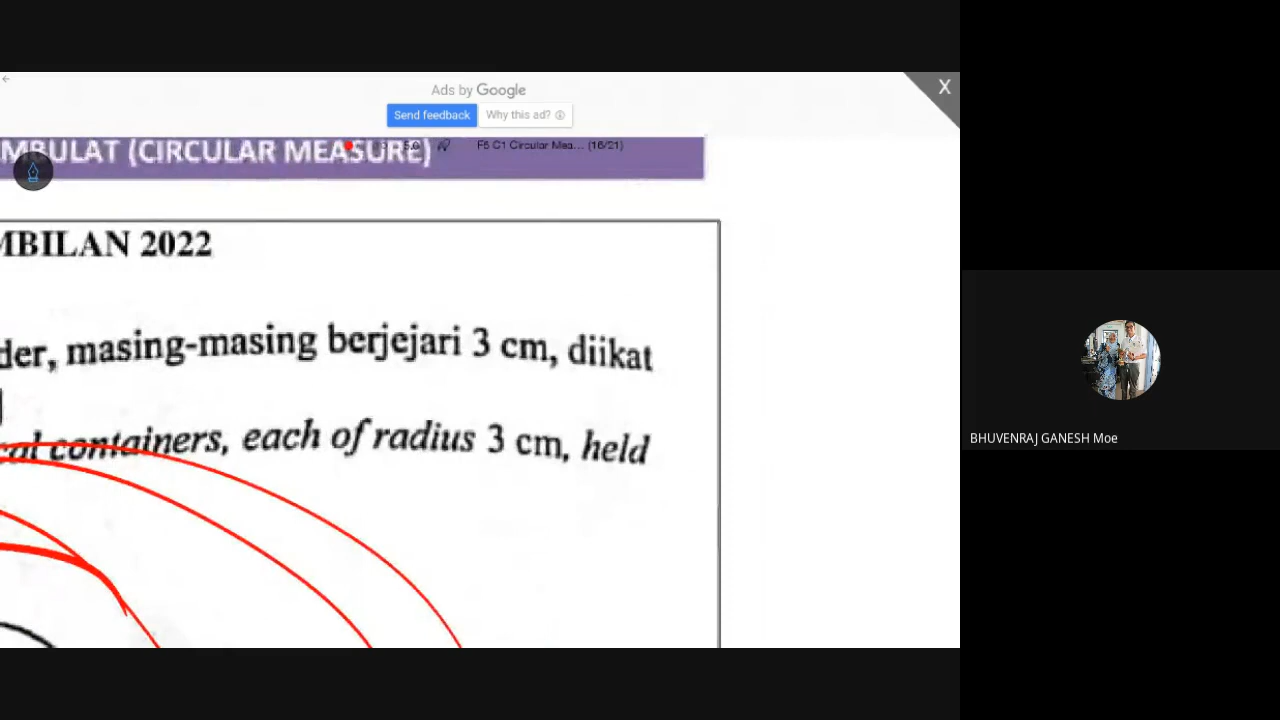 Ads by Google
Send feedback
Why this ad?
X
MBULAT (CIRCULAR MEASURE)
F5 C1 Circular Mea... (16/21)
MBILAN 2022
der, masing-masing berjejari 3 cm, diikat
cal containers, each of radius 3 cm, held
BHUVENRAJ GANESH Moe